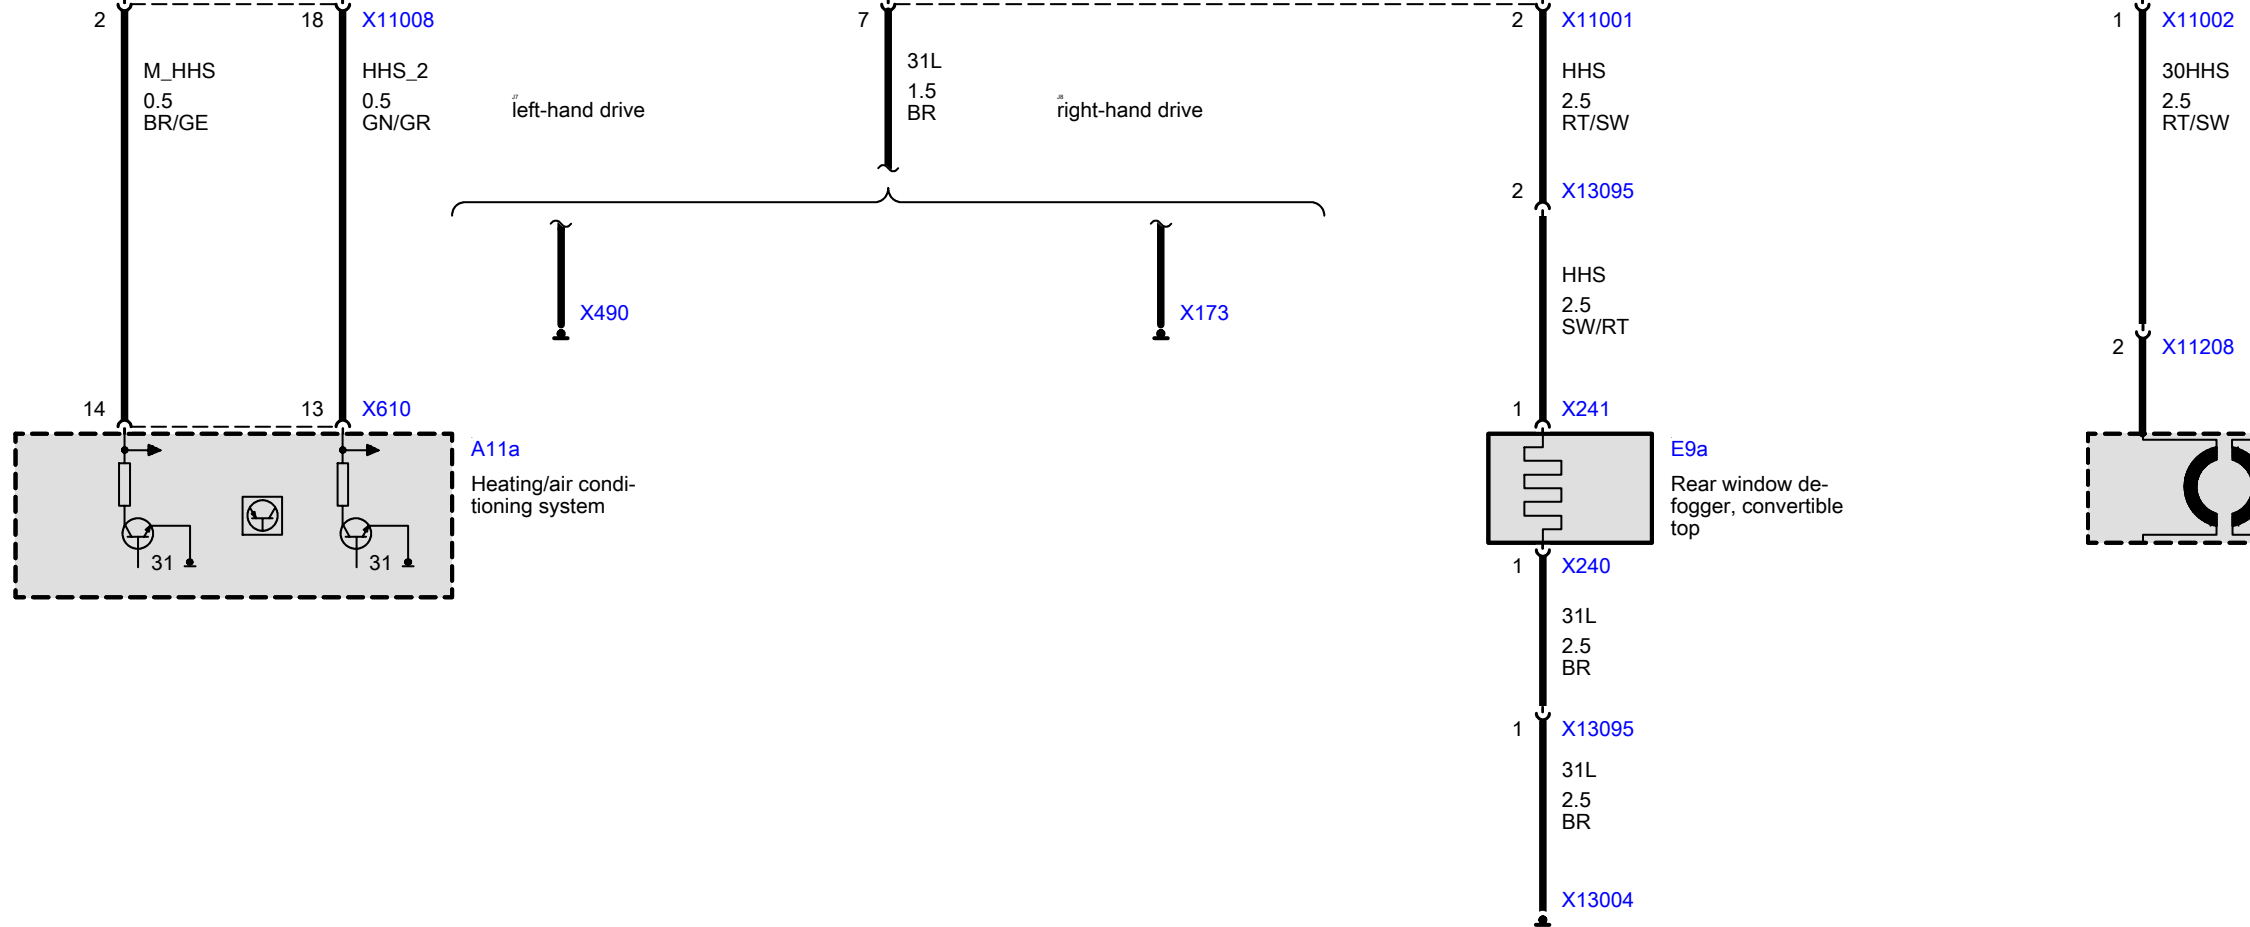 2
18 X11008
7
2 X11001
1 X11002
M_HHS
0.5
BR/GE
HHS_2
0.5
GN/GR
left-hand drive
31L
1.5
BR
right-hand drive
HHS
2.5
RT/SW
30HHS
2.5
RT/SW
2 X13095
HHS
2.5
SW/RT
X490
X173
2 X11208
14
13 X610
1 X241
A11a
Heating/air condi-
tioning system
31
31
E9a
Rear window de-
fogger, convertible
top
1 X240
31L
2.5
BR
1 X13095
31L
2.5
BR
X13004